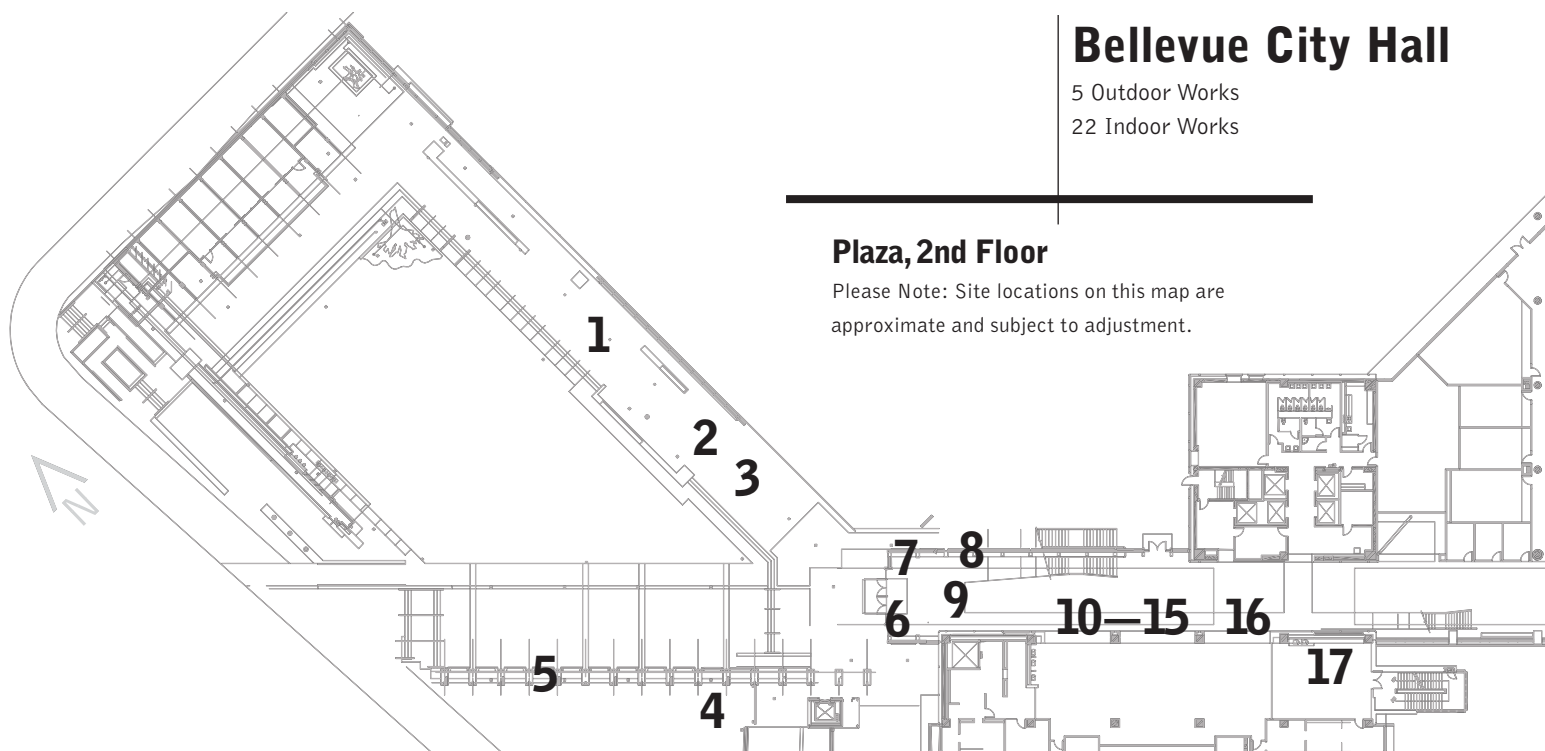 Bellevue City Hall
5 Outdoor Works
22 Indoor Works
Plaza, 2nd Floor
Please Note: Site locations on this map are
approximate and subject to adjustment.
1
2
3
N
7
8
9
6
10—15
16
17
5
4